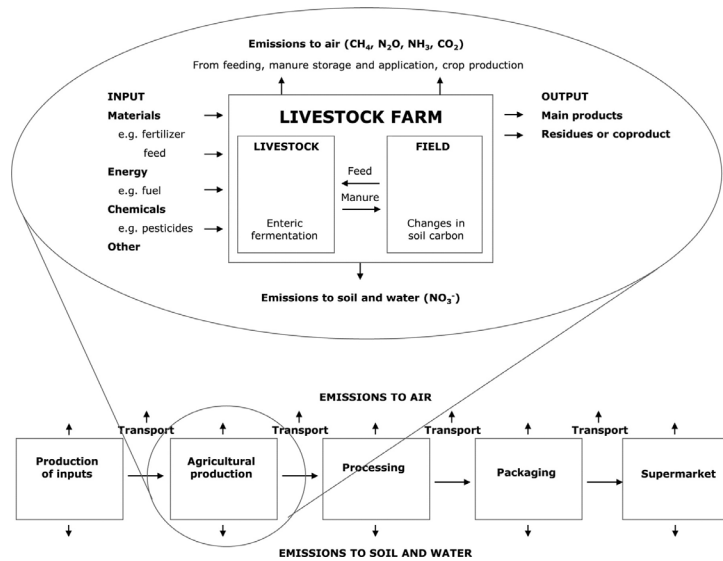 Emissions to air (CH₄, N₂O, NH₃, CO₂)
From feeding, manure storage and application, crop production
INPUT
Materials
e.g. fertilizer
feed
Energy
e.g. fuel
Chemicals
e.g. pesticides
Other
LIVESTOCK FARM
LIVESTOCK
Enteric
fermentation
Feed
Manure
FIELD
Changes in
soil carbon
OUTPUT
Main products
Residues or coproduct
Emissions to soil and water (NO₃⁻)
EMISSIONS TO AIR
Transport
Transport
Transport
Transport
Production
of inputs
Agricultural
production
Processing
Packaging
Supermarket
EMISSIONS TO SOIL AND WATER